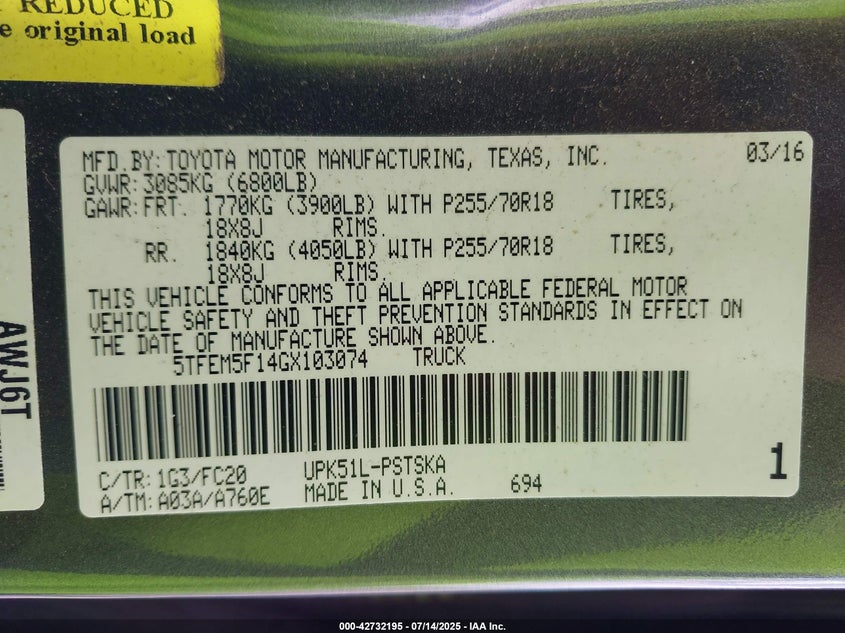 REDUCED
e original load
MFD. BY: TOYOTA MOTOR MANUFACTURING, TEXAS, INC. 03/16
GVWR: 3085KG (6800LB)
GAWR: FRT. 1770KG (3900LB) WITH P255/70R18 TIRES,
18X8J RIMS.
RR. 1840KG (4050LB) WITH P255/70R18 TIRES,
18X8J RIMS.
THIS VEHICLE CONFORMS TO ALL APPLICABLE FEDERAL MOTOR
VEHICLE SAFETY AND THEFT PREVENTION STANDARDS IN EFFECT ON
THE DATE OF MANUFACTURE SHOWN ABOVE.
5TFEM5F14GX103074 TRUCK
C/TR: 1G3/FC20 UPK51L-PSTSKA
A/TM: A03A/A760E MADE IN U.S.A. 694
1
AWJ6T
000-42732195 - 07/14/2025 - IAA Inc.